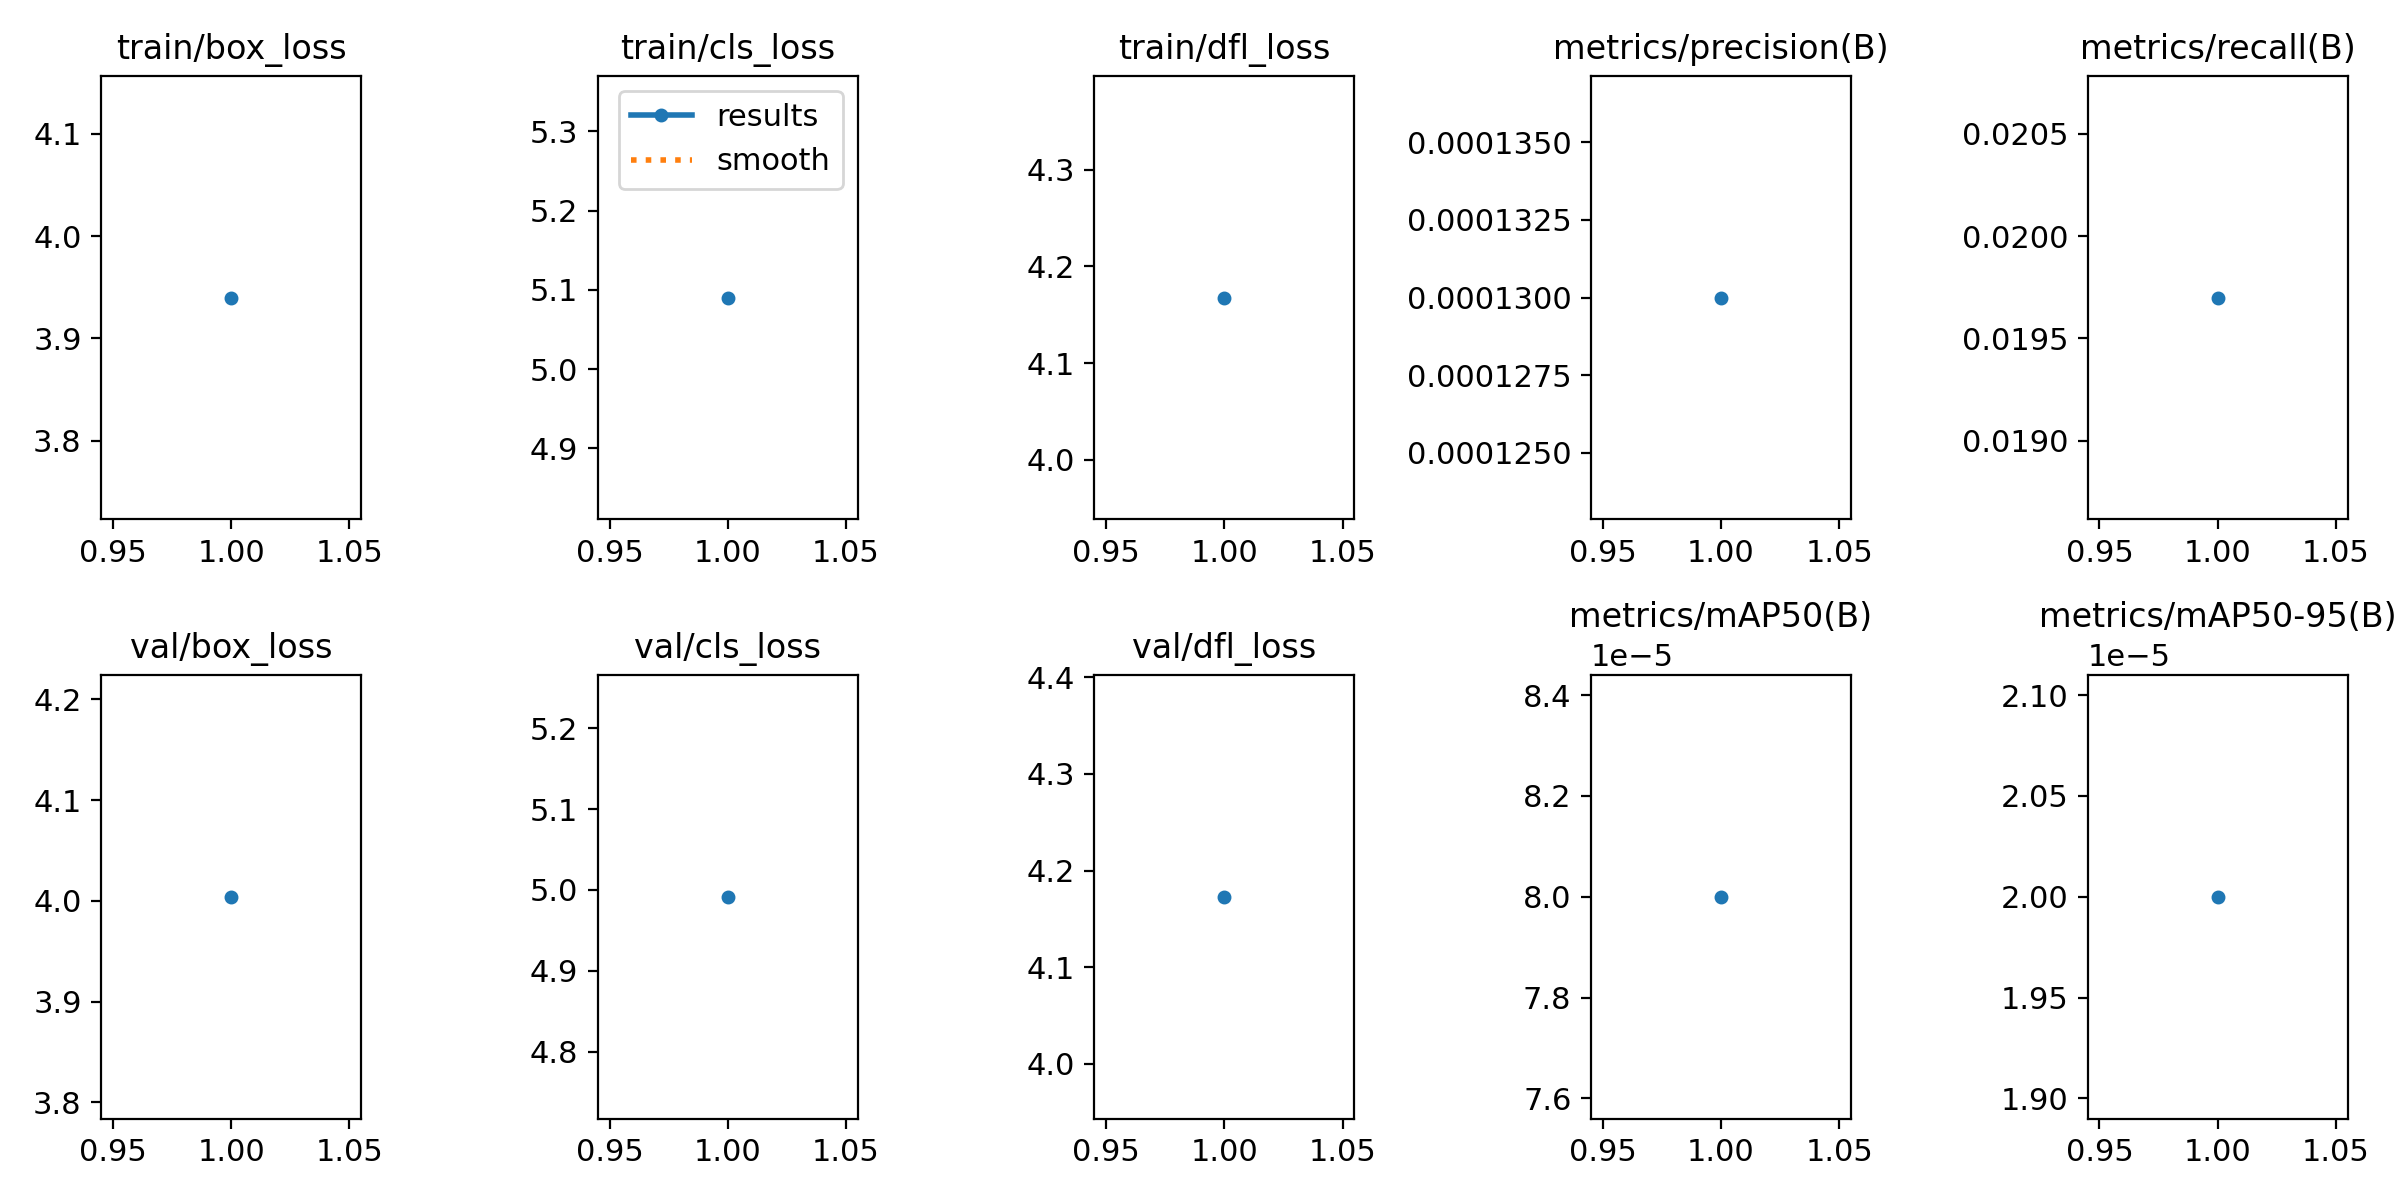 train/box_loss
4.1
4.0
3.9
3.8
0.95 1.00 1.05
train/cls_loss
results
smooth
5.3
5.2
5.1
5.0
4.9
0.95 1.00 1.05
train/dfl_loss
4.3
4.2
4.1
4.0
0.95 1.00 1.05
metrics/precision(B)
0.0001350
0.0001325
0.0001300
0.0001275
0.0001250
0.95 1.00 1.05
metrics/recall(B)
0.0205
0.0200
0.0195
0.0190
0.95 1.00 1.05
val/box_loss
4.2
4.1
4.0
3.9
3.8
0.95 1.00 1.05
val/cls_loss
5.2
5.1
5.0
4.9
4.8
0.95 1.00 1.05
val/dfl_loss
4.4
4.3
4.2
4.1
4.0
0.95 1.00 1.05
metrics/mAP50(B)
1e−5
8.4
8.2
8.0
7.8
7.6
0.95 1.00 1.05
metrics/mAP50-95(B)
1e−5
2.10
2.05
2.00
1.95
1.90
0.95 1.00 1.05